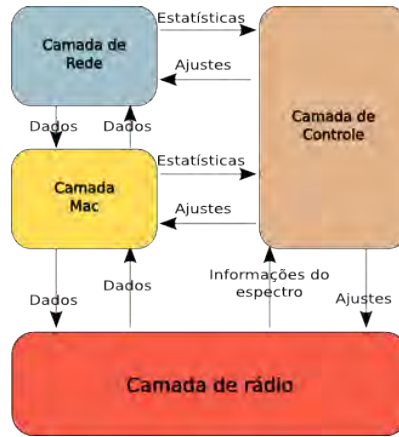 Estatísticas
Camada de
Rede
Ajustes
Camada de
Controle
Dados
Dados
Estatísticas
Camada
Mac
Ajustes
Dados
Dados
Informações do
espectro
Ajustes
Camada de rádio